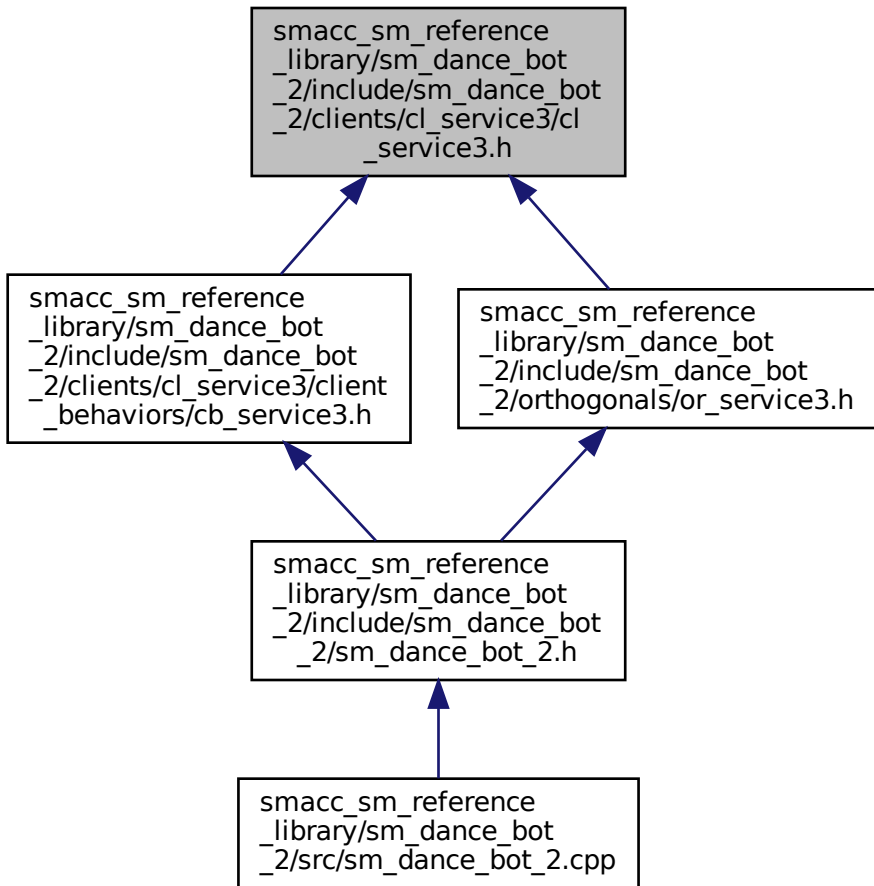 smacc_sm_reference
_library/sm_dance_bot
_2/include/sm_dance_bot
_2/clients/cl_service3/cl
_service3.h
smacc_sm_reference
_library/sm_dance_bot
_2/include/sm_dance_bot
_2/clients/cl_service3/client
_behaviors/cb_service3.h
smacc_sm_reference
_library/sm_dance_bot
_2/include/sm_dance_bot
_2/orthogonals/or_service3.h
smacc_sm_reference
_library/sm_dance_bot
_2/include/sm_dance_bot
_2/sm_dance_bot_2.h
smacc_sm_reference
_library/sm_dance_bot
_2/src/sm_dance_bot_2.cpp